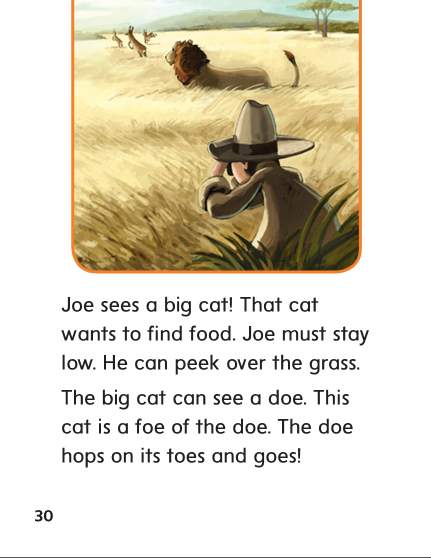 Joe sees a big cat! That cat
wants to find food. Joe must stay
low. He can peek over the grass.
The big cat can see a doe. This
cat is a foe of the doe. The doe
hops on its toes and goes!
30